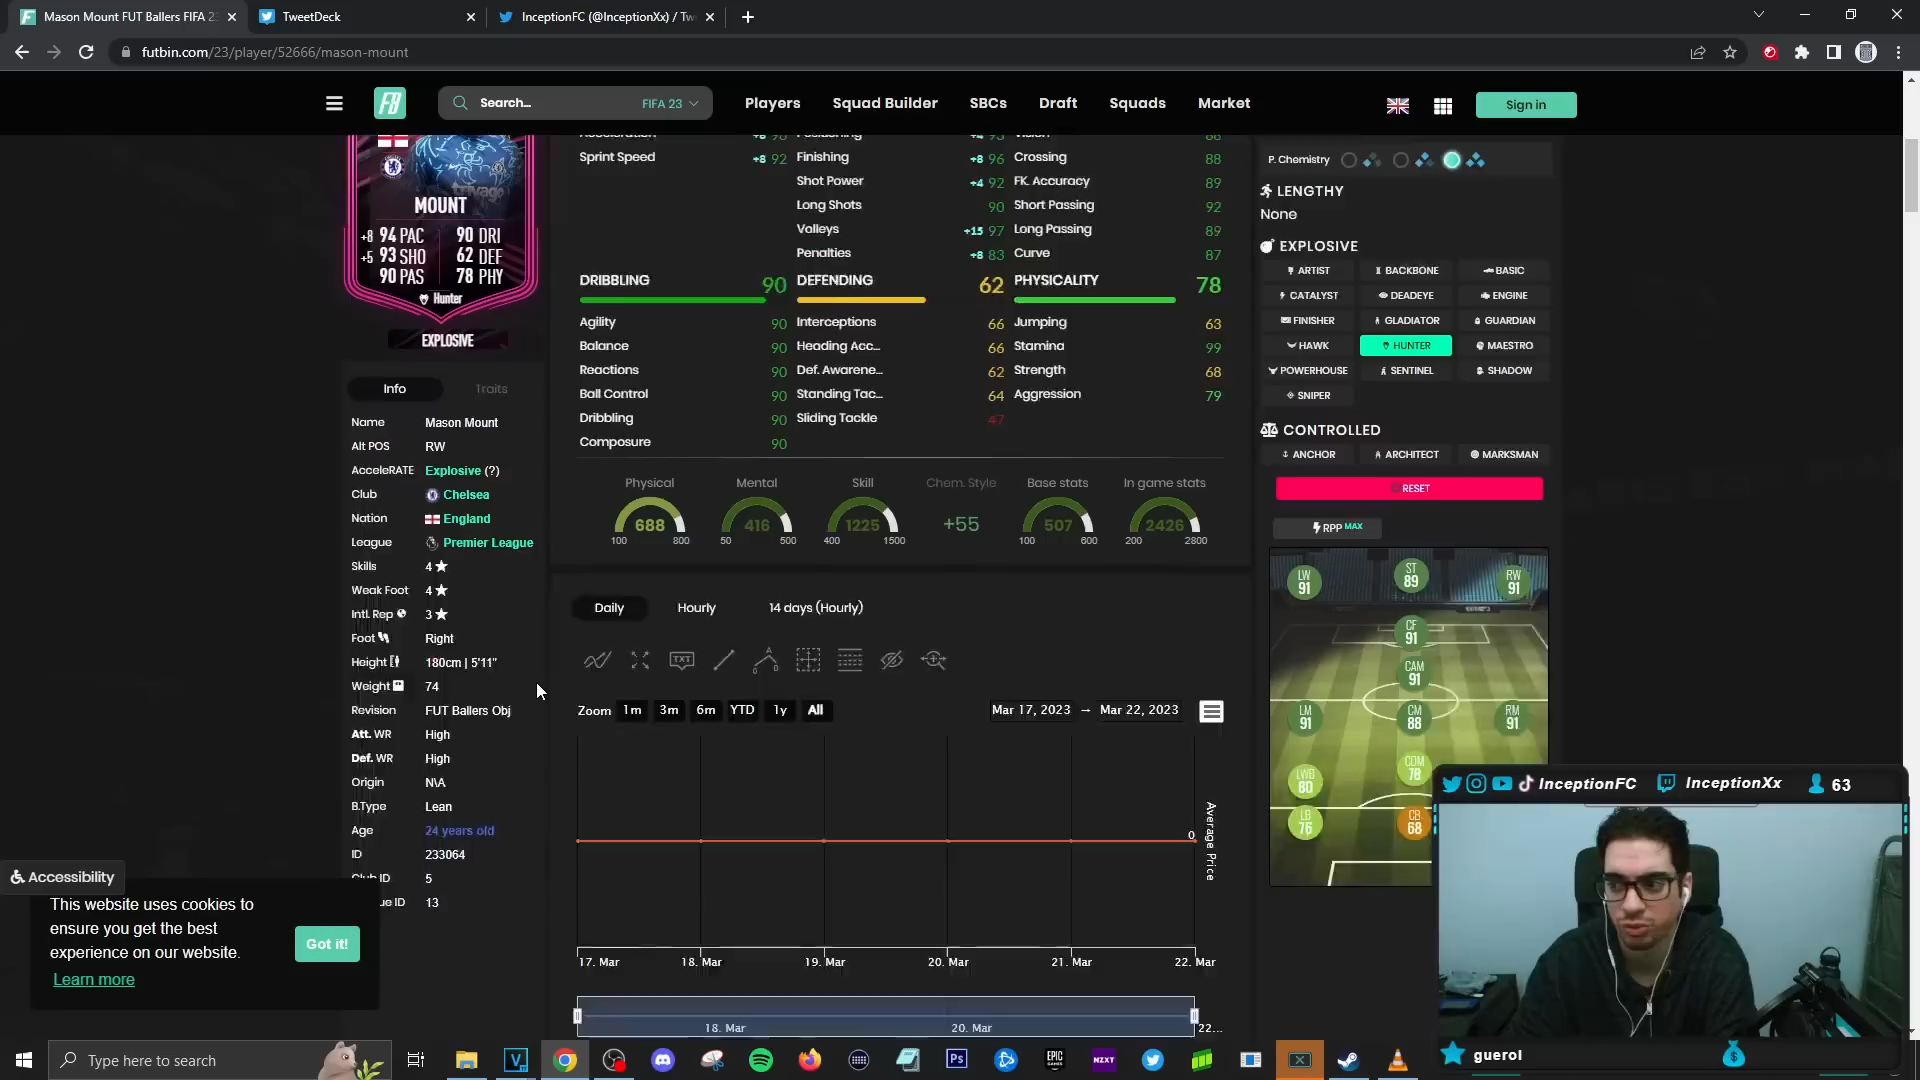 Mason Mount FUT Ballers FIFA 23
TweetDeck
InceptionFC (@InceptionXx) / Tw
futbin.com/23/player/52666/mason-mount
Search...
FIFA 23
Players
Squad Builder
SBCs
Draft
Squads
Market
Sign in
trivago
MOUNT
+8 94 PAC 90 DRI
+5 93 SHO 62 DEF
90 PAS 78 PHY
Hunter
EXPLOSIVE
Info
Traits
Name Mason Mount
Alt POS RW
AcceleRATE Explosive (?)
Club Chelsea
Nation England
League Premier League
Skills 4
Weak Foot 4
Intl. Rep 3
Foot Right
Height 180cm | 5'11"
Weight 74
Revision FUT Ballers Obj
Att. WR High
Def. WR High
Origin N\A
B.Type Lean
Age 24 years old
ID 233064
5
ue ID 13
Sprint Speed +8 92
Finishing +8 96
Shot Power +4 92
Long Shots 90
Volleys +15 97
Penalties +8 83
Crossing 88
FK. Accuracy 89
Short Passing 92
Long Passing 89
Curve 87
DRIBBLING 90
Agility 90
Balance 90
Reactions 90
Ball Control 90
Dribbling 90
Composure 90
DEFENDING 62
Interceptions 66
Heading Acc... 66
Def. Awarene... 62
Standing Tac... 64
Sliding Tackle 47
PHYSICALITY 78
Jumping 63
Stamina 99
Strength 68
Aggression 79
Physical 688 100 800
Mental 416 50 500
Skill 1225 400 1500
Chem. Style +55
Base stats 507 100 600
In game stats 2426 200 2800
Daily
Hourly
14 days (Hourly)
TXT
Zoom 1m 3m 6m YTD 1y All
Mar 17, 2023 → Mar 22, 2023
0
Average Price
17. Mar 18. Mar 19. Mar 20. Mar 21. Mar 22. Mar
18. Mar 20. Mar 22...
P. Chemistry
LENGTHY
None
EXPLOSIVE
ARTIST BACKBONE BASIC
CATALYST DEADEYE ENGINE
FINISHER GLADIATOR GUARDIAN
HAWK HUNTER MAESTRO
POWERHOUSE SENTINEL SHADOW
SNIPER
CONTROLLED
ANCHOR ARCHITECT MARKSMAN
RESET
RPP MAX
LW 91
ST 89
RW 91
CF 91
CAM 91
LM 91
CM 88
RM 91
LWB 80
CDM 78
LB 76
CB 68
Accessibility
This website uses cookies to
ensure you get the best
experience on our website.
Learn more
Got it!
InceptionFC
InceptionXx
63
guerol
Type here to search
Ps
EPIC GAMES
NZXT